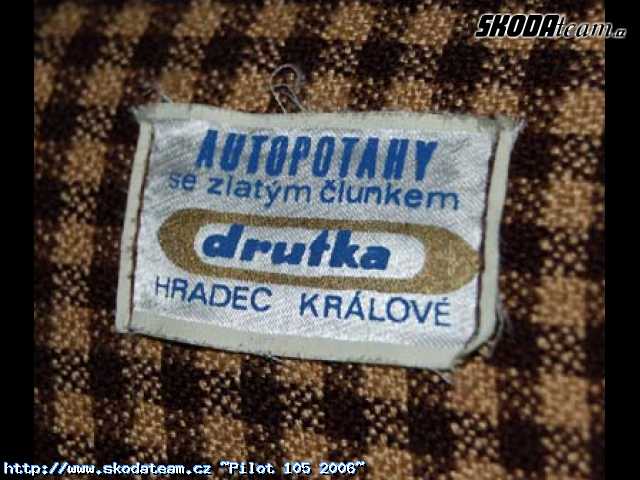 SKODAteam.cz
AUTOPOTAHY
se zlatým člunkem
drutka
HRADEC KRÁLOVÉ
http://www.skodateam.cz ~Pilot 105 2006~